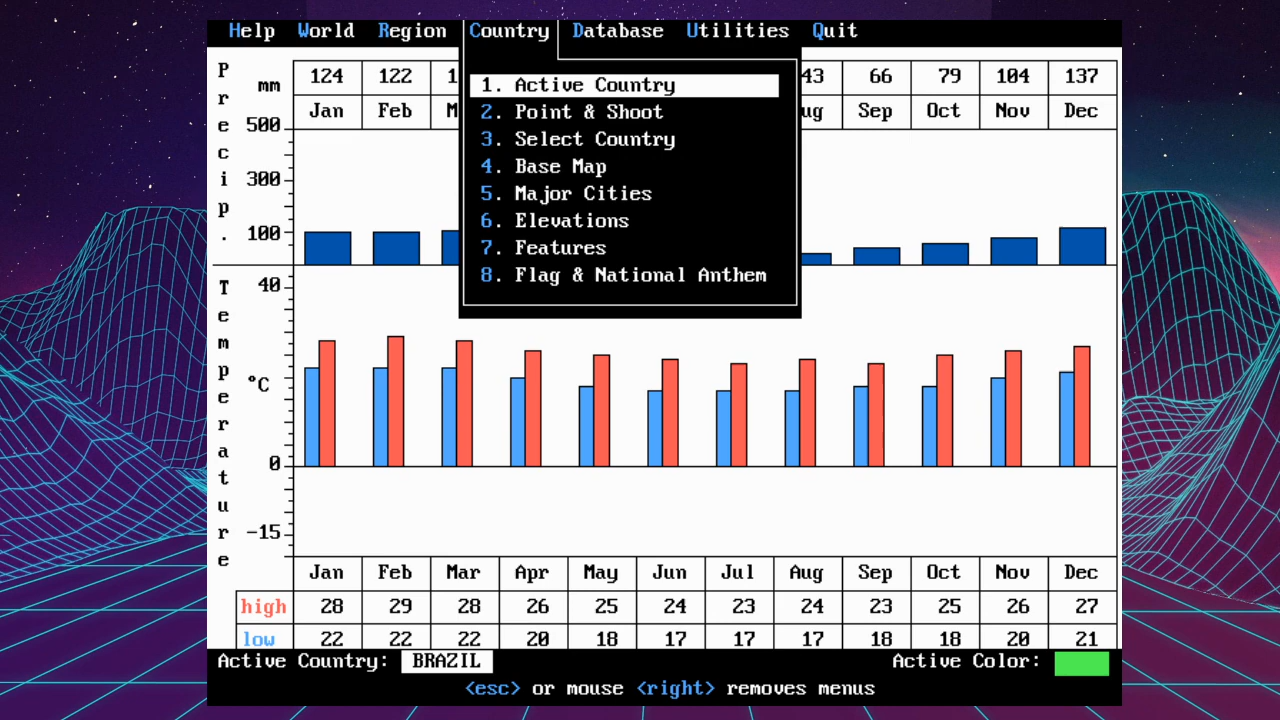 Help World Region Country Database Utilities Quit
Precip.
mm 124 122 1 43 66 79 104 137
Jan Feb M ug Sep Oct Nov Dec
500
300
100
1. Active Country
2. Point & Shoot
3. Select Country
4. Base Map
5. Major Cities
6. Elevations
7. Features
8. Flag & National Anthem
Temperature
40
°C
0
-15
Jan Feb Mar Apr May Jun Jul Aug Sep Oct Nov Dec
high 28 29 28 26 25 24 23 24 23 25 26 27
low 22 22 22 20 18 17 17 17 18 18 20 21
Active Country: BRAZIL Active Color:
<esc> or mouse <right> removes menus